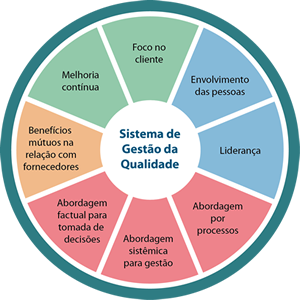 Foco no
cliente
Envolvimento
das pessoas
Liderança
Abordagem
por
processos
Abordagem
sistêmica
para gestão
Abordagem
factual para
tomada de
decisões
Benefícios
mútuos na
relação com
fornecedores
Melhoria
contínua
Sistema de
Gestão da
Qualidade